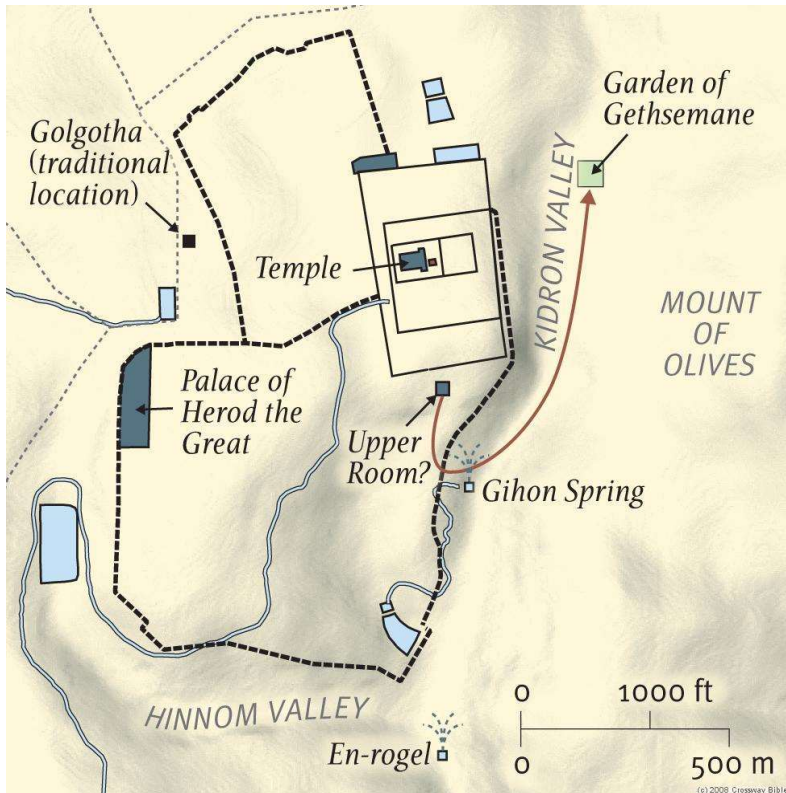 Garden of
Gethsemane
Golgotha
(traditional
location)
KIDRON VALLEY
Temple
MOUNT
OF
OLIVES
Palace of
Herod the
Great
Upper
Room?
Gihon Spring
HINNOM VALLEY
En-rogel
0 1000 ft
0 500 m
(c) 2008 Crossway Bible